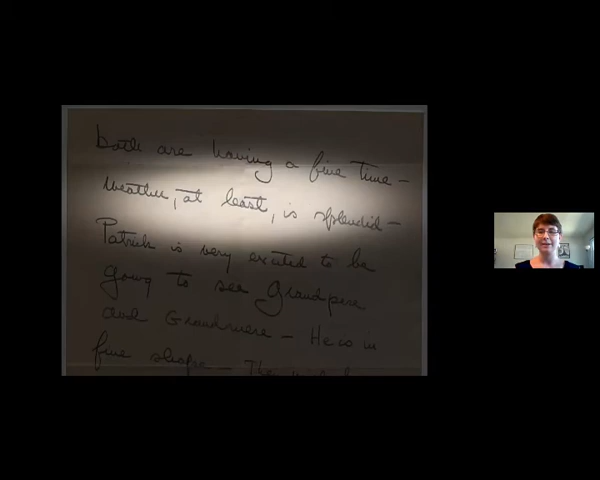 both are having a fine time –
weather, at least, is splendid –
Patrick is very excited to be
going to see Grandpere
and Grandmere – He is in
fine shape –